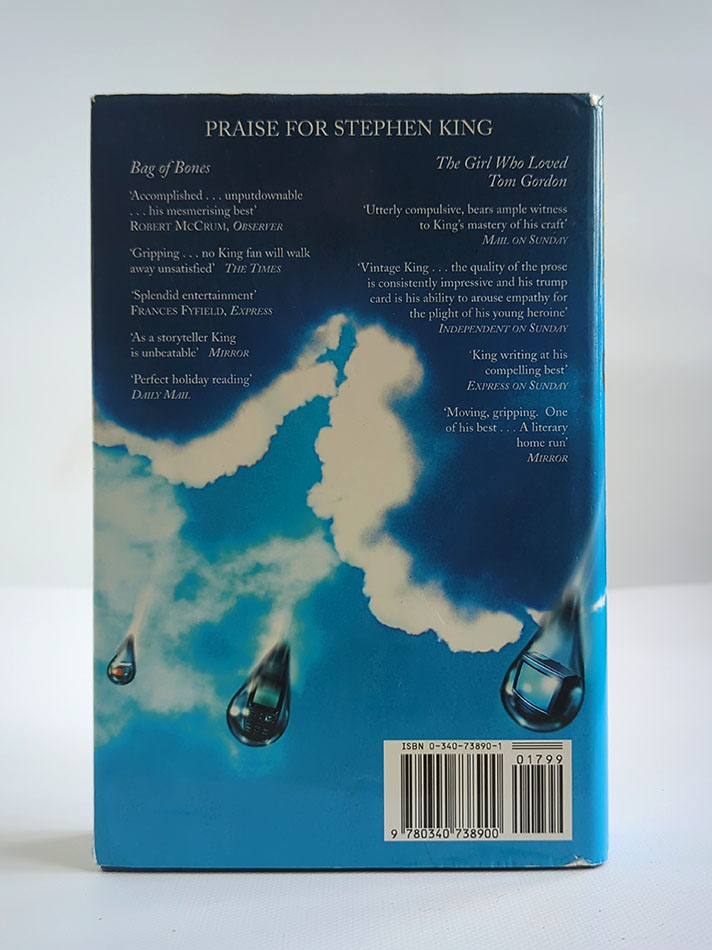 PRAISE FOR STEPHEN KING
Bag of Bones
'Accomplished . . . unputdownable
. . . his mesmerising best'
ROBERT MCCRUM, OBSERVER
'Gripping . . . no King fan will walk
away unsatisfied' THE TIMES
'Splendid entertainment'
FRANCES FYFIELD, EXPRESS
'As a storyteller King
is unbeatable' MIRROR
'Perfect holiday reading'
DAILY MAIL
The Girl Who Loved
Tom Gordon
'Utterly compulsive, bears ample witness
to King's mastery of his craft'
MAIL ON SUNDAY
'Vintage King . . . the quality of the prose
is consistently impressive and his trump
card is his ability to arouse empathy for
the plight of his young heroine'
INDEPENDENT ON SUNDAY
'King writing at his
compelling best'
EXPRESS ON SUNDAY
'Moving, gripping. One
of his best . . . A literary
home run'
MIRROR
ISBN 0-340-73890-1
01799
9 780340 738900